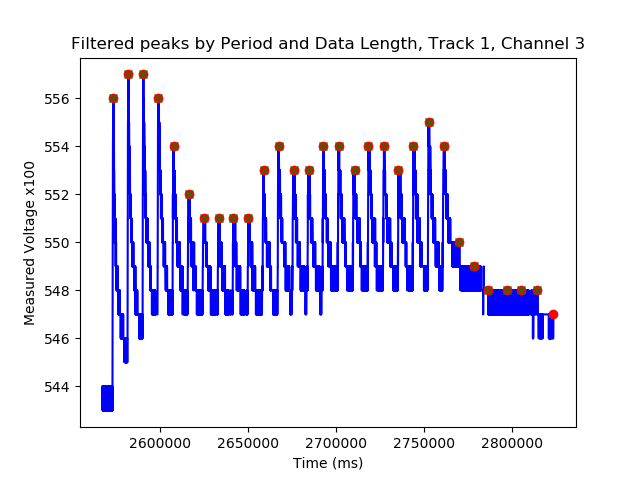 Filtered peaks by Period and Data Length, Track 1, Channel 3
556
554
552
550
548
546
544
Measured Voltage x100
2600000 2650000 2700000 2750000 2800000
Time (ms)